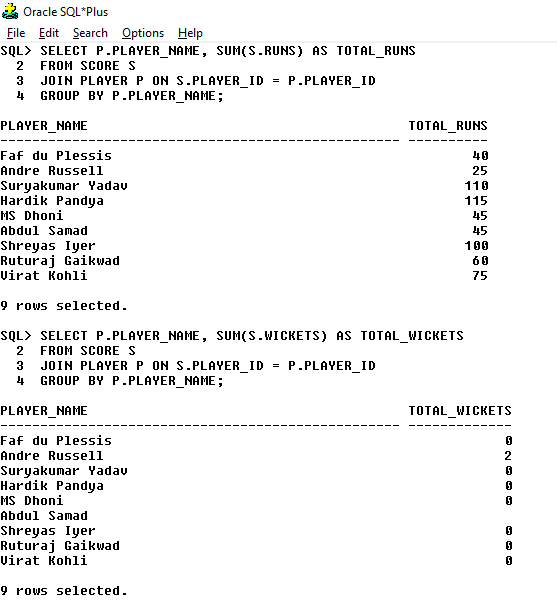 Oracle SQL*Plus
File Edit Search Options Help
SQL> SELECT P.PLAYER_NAME, SUM(S.RUNS) AS TOTAL_RUNS
  2  FROM SCORE S
  3  JOIN PLAYER P ON S.PLAYER_ID = P.PLAYER_ID
  4  GROUP BY P.PLAYER_NAME;
PLAYER_NAME                                        TOTAL_RUNS
-------------------------------------------------- ----------
Faf du Plessis                                             40
Andre Russell                                              25
Suryakumar Yadav                                          110
Hardik Pandya                                             115
MS Dhoni                                                   45
Abdul Samad                                                45
Shreyas Iyer                                              100
Ruturaj Gaikwad                                            60
Virat Kohli                                                75
9 rows selected.
SQL> SELECT P.PLAYER_NAME, SUM(S.WICKETS) AS TOTAL_WICKETS
  2  FROM SCORE S
  3  JOIN PLAYER P ON S.PLAYER_ID = P.PLAYER_ID
  4  GROUP BY P.PLAYER_NAME;
PLAYER_NAME                                        TOTAL_WICKETS
-------------------------------------------------- -------------
Faf du Plessis                                                 0
Andre Russell                                                  2
Suryakumar Yadav                                               0
Hardik Pandya                                                  0
MS Dhoni                                                       0
Abdul Samad
Shreyas Iyer                                                   0
Ruturaj Gaikwad                                                0
Virat Kohli                                                    0
9 rows selected.